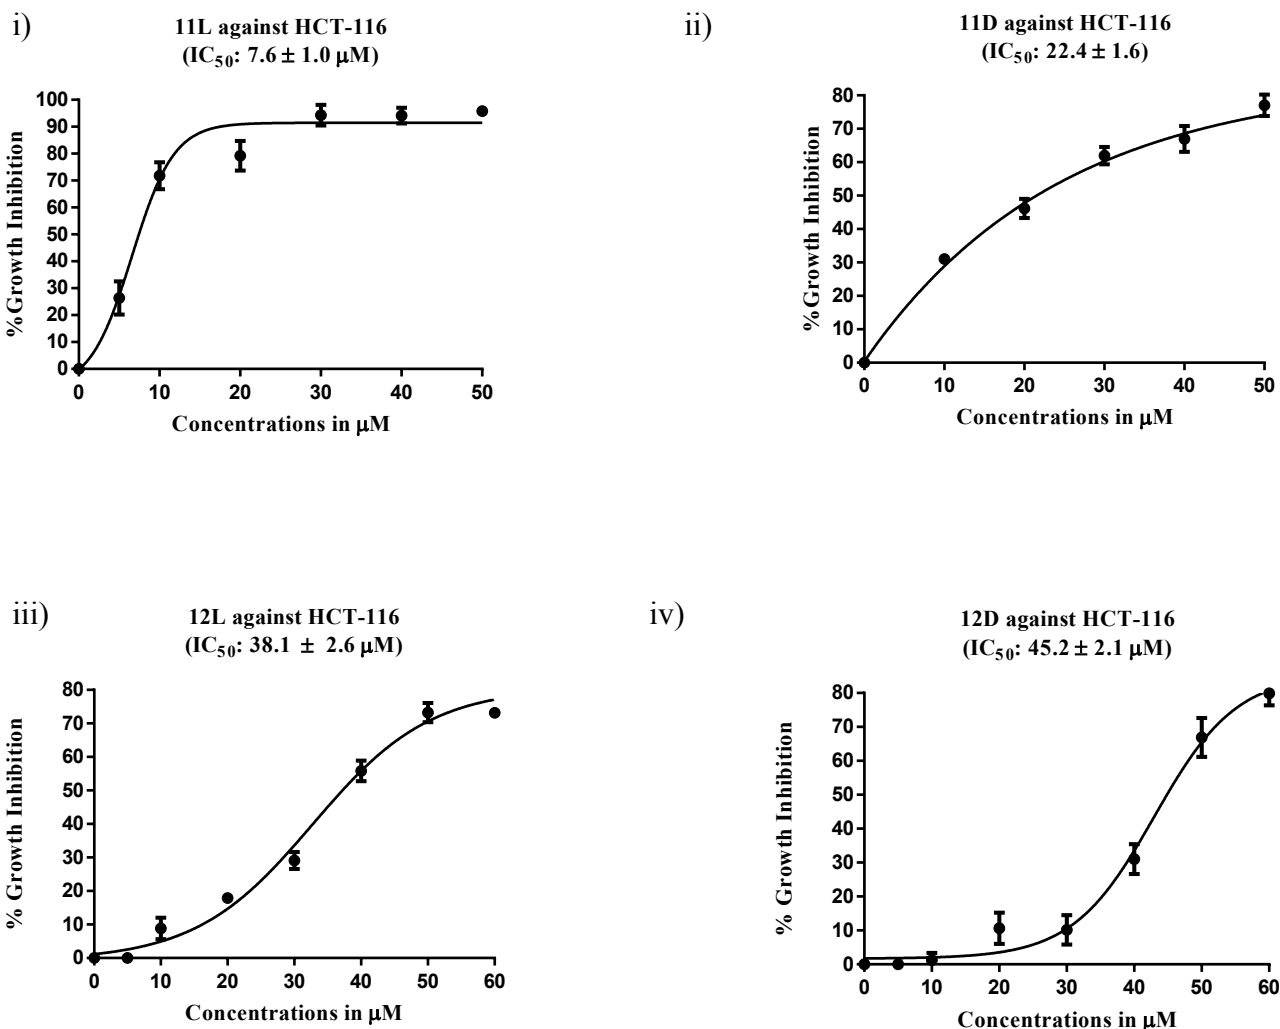 i)
11L against HCT-116
(IC50: 7.6 ± 1.0 μM)
100
90
80
70
60
50
40
30
20
10
0
%Growth Inhibition
0 10 20 30 40 50
Concentrations in μM
ii)
11D against HCT-116
(IC50: 22.4 ± 1.6)
80
70
60
50
40
30
20
10
0
%Growth Inhibition
0 10 20 30 40 50
Concentrations in μM
iii)
12L against HCT-116
(IC50: 38.1 ± 2.6 μM)
80
70
60
50
40
30
20
10
0
% Growth Inhibition
0 10 20 30 40 50 60
Concentrations in μM
iv)
12D against HCT-116
(IC50: 45.2 ± 2.1 μM)
80
70
60
50
40
30
20
10
0
% Growth Inhibition
0 10 20 30 40 50 60
Concentrations in μM